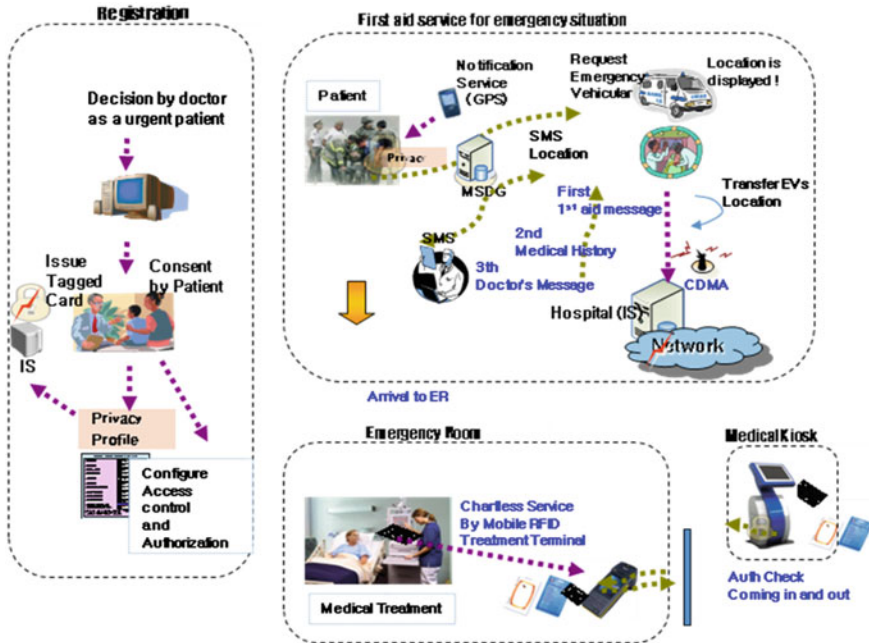 Registration
Decision by doctor
as a urgent patient
Issue
Tagged
Card
Consent
by Patient
IS
Privacy
Profile
Configure
Access
control
and
Authorization
First aid service for emergency situation
Patient
Notification
Service
(GPS)
Privacy
MSDG
Request
Emergency
Vehicular
Location is
displayed !
SMS
Location
First
1st aid message
Transfer EVs
Location
SMS
2nd
Medical History
3th
Doctor's Message
CDMA
Hospital (IS)
Network
Arrival to ER
Emergency Room
Chartless Service
By Mobile RFID
Treatment Terminal
Medical Treatment
Medical Kiosk
Auth Check
Coming in and out